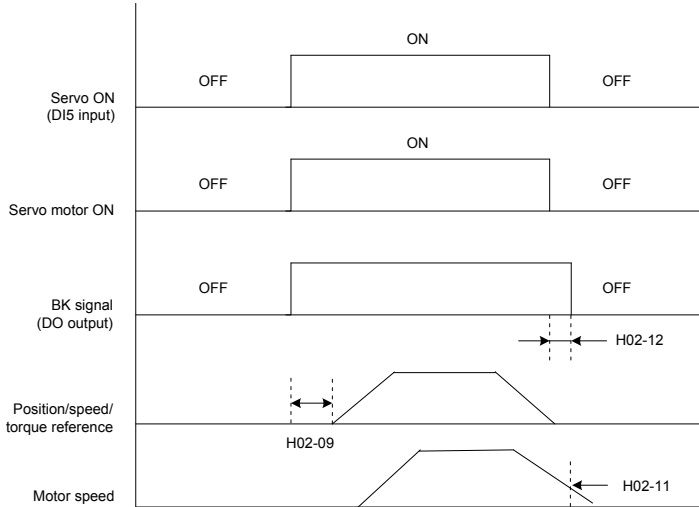 ON
OFF
OFF
Servo ON
(DI5 input)
ON
OFF
OFF
Servo motor ON
OFF
OFF
BK signal
(DO output)
H02-12
Position/speed/
torque reference
H02-09
H02-11
Motor speed